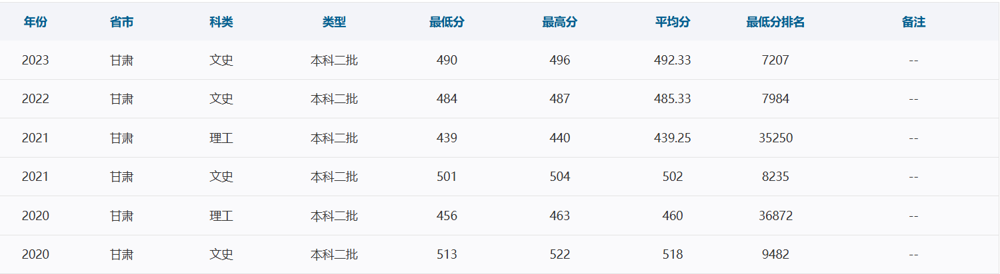 年份 省市 科类 类型 最低分 最高分 平均分 最低分排名 备注
2023 甘肃 文史 本科二批 490 496 492.33 7207 --
2022 甘肃 文史 本科二批 484 487 485.33 7984 --
2021 甘肃 理工 本科二批 439 440 439.25 35250 --
2021 甘肃 文史 本科二批 501 504 502 8235 --
2020 甘肃 理工 本科二批 456 463 460 36872 --
2020 甘肃 文史 本科二批 513 522 518 9482 --